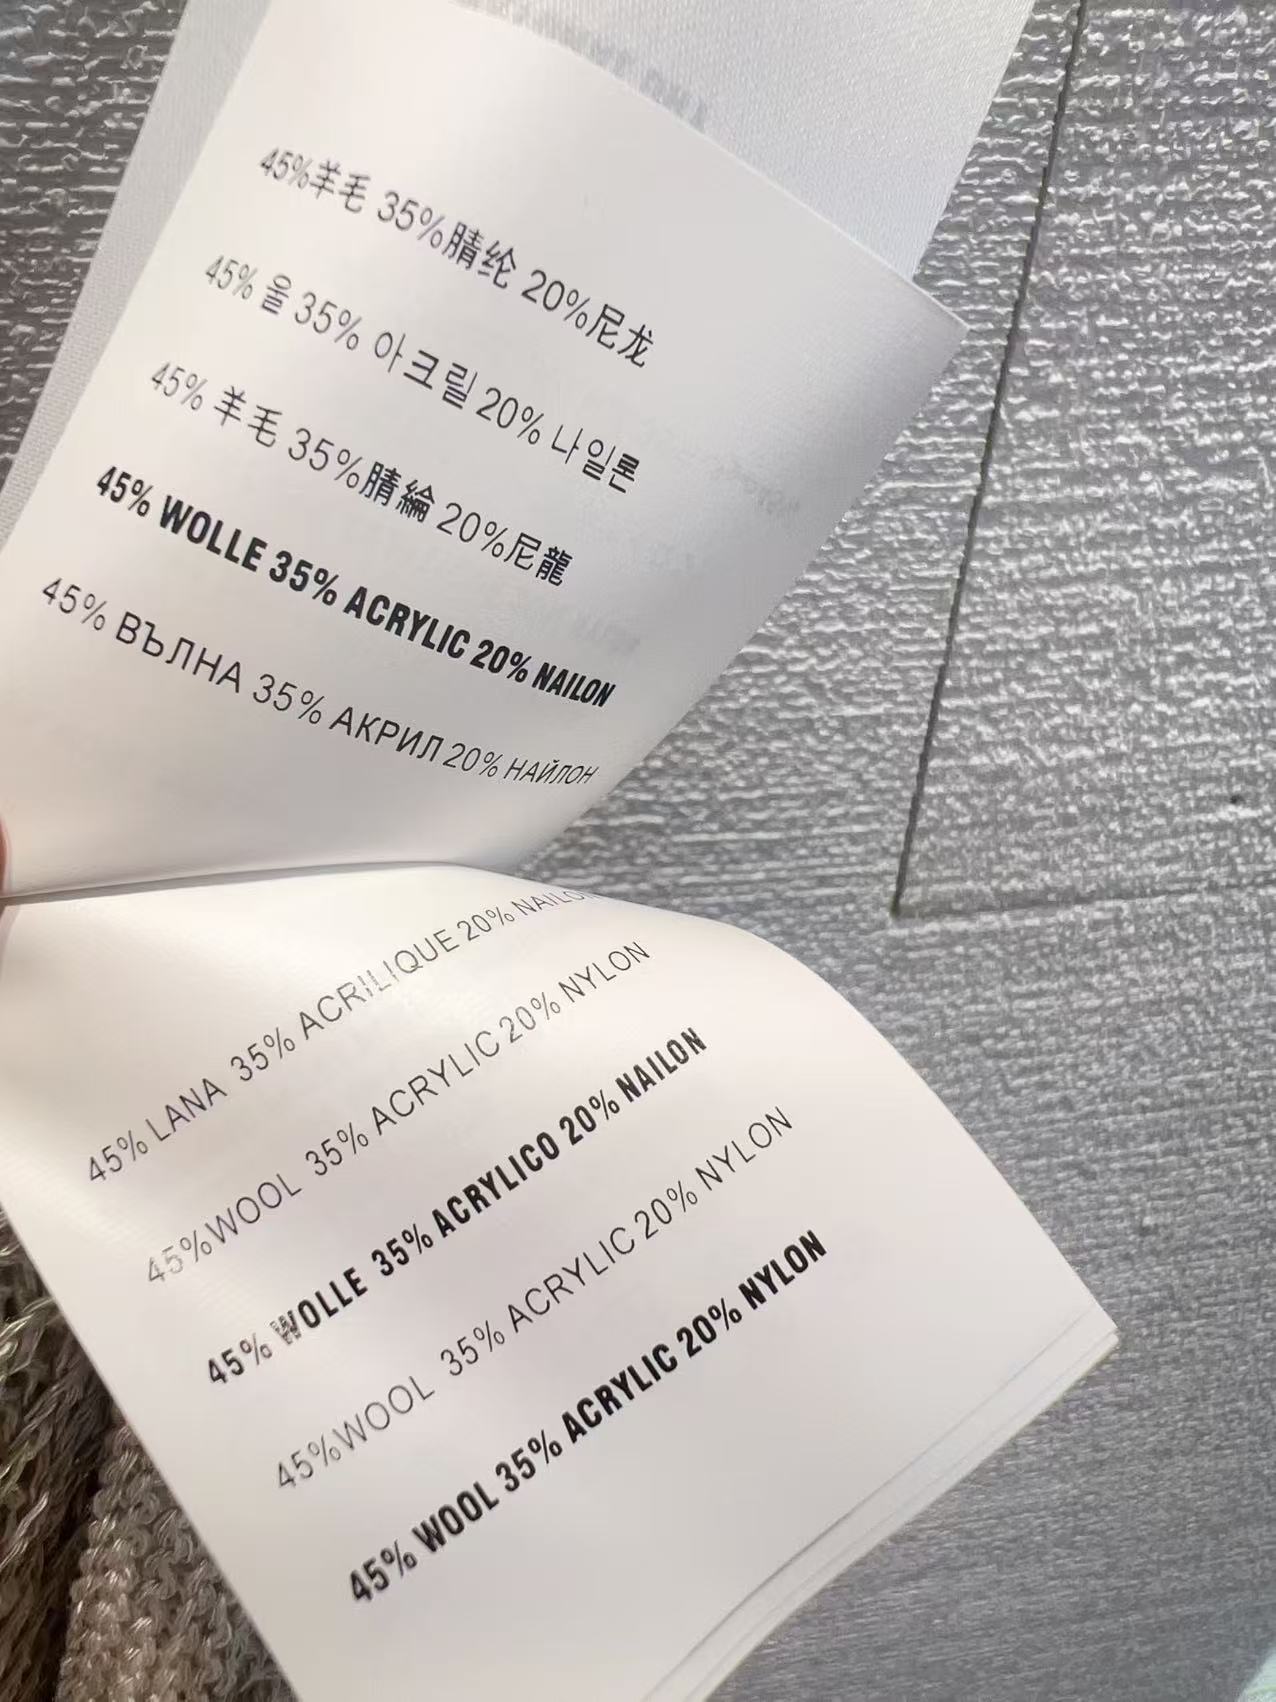 45%羊毛 35%腈纶 20%尼龙
45% 울 35% 아크릴 20% 나일론
45% 羊毛 35%腈綸 20%尼龍
45% WOLLE 35% ACRYLIC 20% NAILON
45% ВЪЛНА 35% АКРИЛ 20% НАЙЛОН
45% LANA 35% ACRILIQUE 20% NAILON
45%WOOL 35% ACRYLIC 20% NYLON
45% WOLLE 35% ACRYLICO 20% NAILON
45%WOOL 35% ACRYLIC 20% NYLON
45% WOOL 35% ACRYLIC 20% NYLON